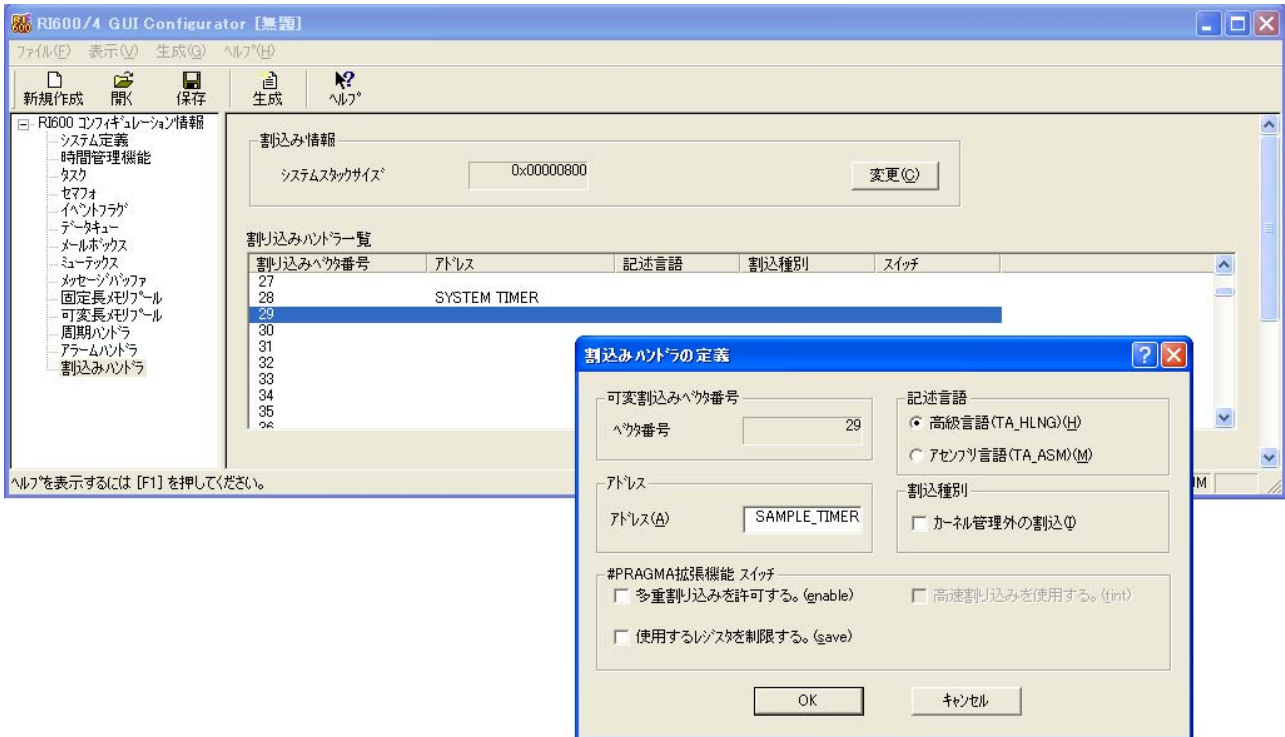 RI600/4 GUI Configurator [無題]
ファイル(F) 表示(V) 生成(G) ヘルプ(H)
新規作成 開く 保存 生成 ヘルプ
RI600 コンフィギュレーション情報
システム定義
時間管理機能
タスク
セマフォ
イベントフラグ
データキュー
メールボックス
ミューテックス
メッセージバッファ
固定長メモリプール
可変長メモリプール
周期ハンドラ
アラームハンドラ
割込みハンドラ
割込み情報
システムスタックサイズ 0x00000800 変更(C)
割り込みハンドラ一覧
割り込みベクタ番号 アドレス 記述言語 割込種別 スイッチ
27
28 SYSTEM TIMER
29
30
31
32
33
34
35
36
ヘルプを表示するには [F1] を押してください。
割込みハンドラの定義
可変割込みベクタ番号
ベクタ番号 29
記述言語
高級言語(TA_HLNG)(H)
アセンブリ言語(TA_ASM)(M)
アドレス
アドレス(A) SAMPLE_TIMER
割込種別
カーネル管理外の割込(I)
#PRAGMA拡張機能 スイッチ
多重割り込みを許可する。(enable) 高速割り込みを使用する。(fint)
使用するレジスタを制限する。(save)
OK キャンセル